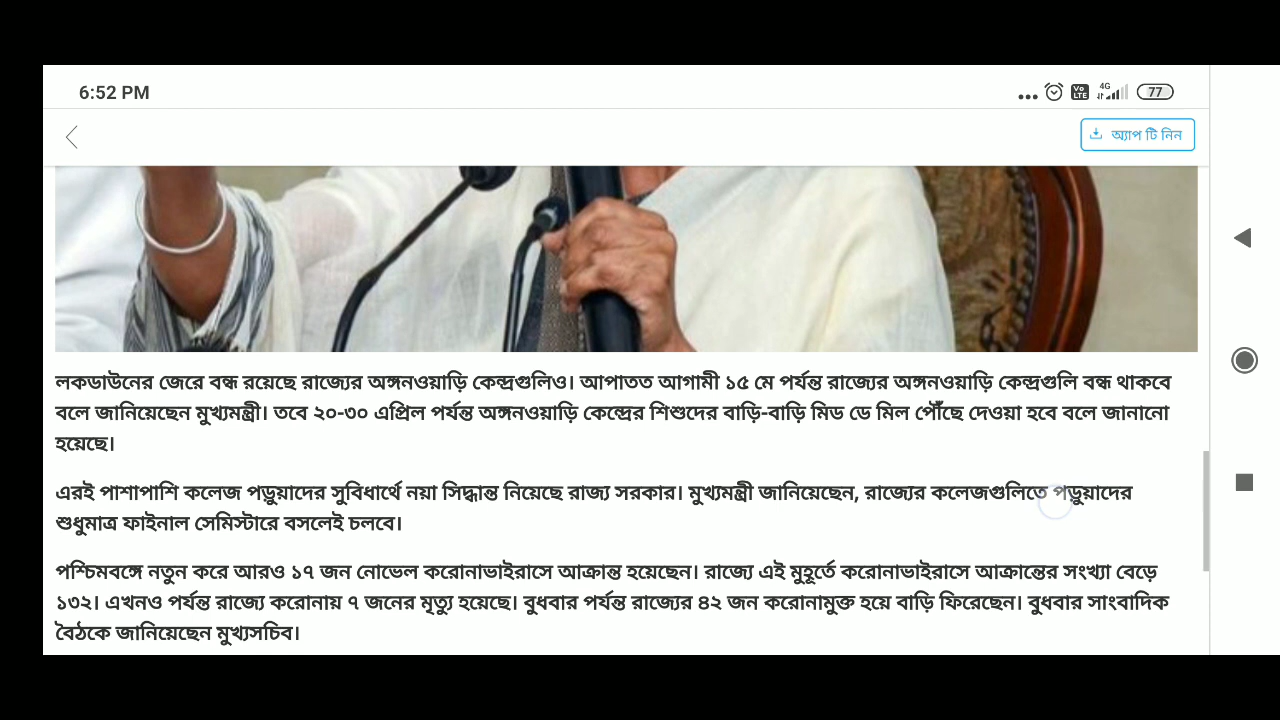 6:52 PM
Vo LTE 4G 77
অ্যাপ টি নিন
লকডাউনের জেরে বন্ধ রয়েছে রাজ্যের অঙ্গনওয়াড়ি কেন্দ্রগুলিও। আপাতত আগামী ১৫ মে পর্যন্ত রাজ্যের অঙ্গনওয়াড়ি কেন্দ্রগুলি বন্ধ থাকবে
বলে জানিয়েছেন মুখ্যমন্ত্রী। তবে ২০-৩০ এপ্রিল পর্যন্ত অঙ্গনওয়াড়ি কেন্দ্রের শিশুদের বাড়ি-বাড়ি মিড ডে মিল পৌঁছে দেওয়া হবে বলে জানানো
হয়েছে।
এরই পাশাপাশি কলেজ পড়ুয়াদের সুবিধার্থে নয়া সিদ্ধান্ত নিয়েছে রাজ্য সরকার। মুখ্যমন্ত্রী জানিয়েছেন, রাজ্যের কলেজগুলিতে পড়ুয়াদের
শুধুমাত্র ফাইনাল সেমিস্টারে বসলেই চলবে।
পশ্চিমবঙ্গে নতুন করে আরও ১৭ জন নোভেল করোনাভাইরাসে আক্রান্ত হয়েছেন। রাজ্যে এই মুহূর্তে করোনাভাইরাসে আক্রান্তের সংখ্যা বেড়ে
১৩২। এখনও পর্যন্ত রাজ্যে করোনায় ৭ জনের মৃত্যু হয়েছে। বুধবার পর্যন্ত রাজ্যের ৪২ জন করোনামুক্ত হয়ে বাড়ি ফিরেছেন। বুধবার সাংবাদিক
বৈঠকে জানিয়েছেন মুখ্যসচিব।